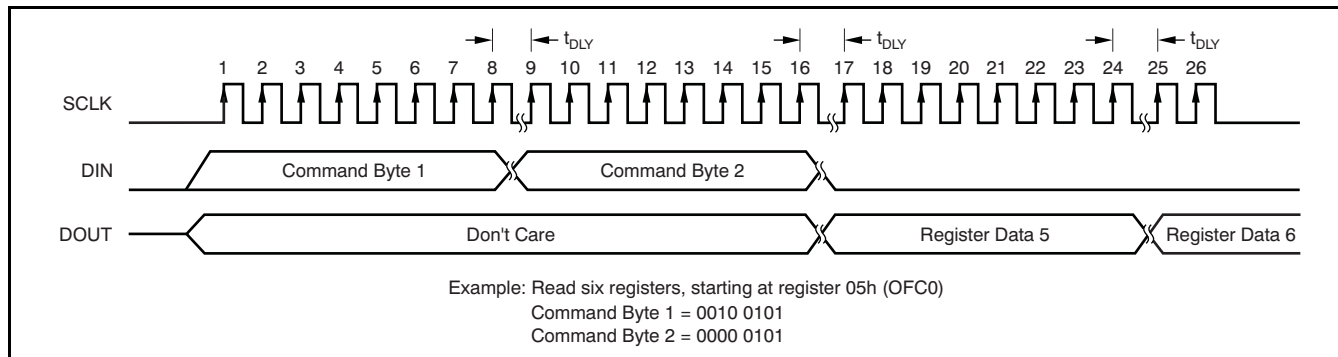 t_DLY t_DLY t_DLY
1 2 3 4 5 6 7 8 9 10 11 12 13 14 15 16 17 18 19 20 21 22 23 24 25 26
SCLK
DIN Command Byte 1 Command Byte 2
DOUT Don't Care Register Data 5 Register Data 6
Example: Read six registers, starting at register 05h (OFC0)
Command Byte 1 = 0010 0101
Command Byte 2 = 0000 0101